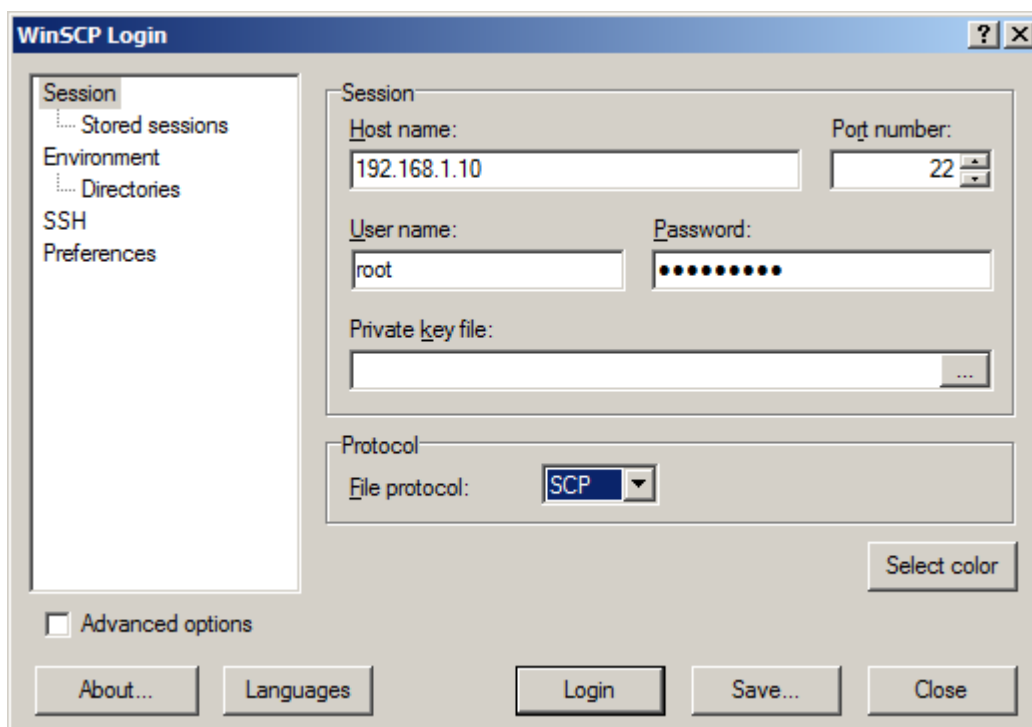 WinSCP Login
Session
Stored sessions
Environment
Directories
SSH
Preferences
Session
Host name:
Port number:
192.168.1.10
22
User name:
Password:
root
●●●●●●●●●
Private key file:
...
Protocol
File protocol:
SCP
Select color
Advanced options
About...
Languages
Login
Save...
Close